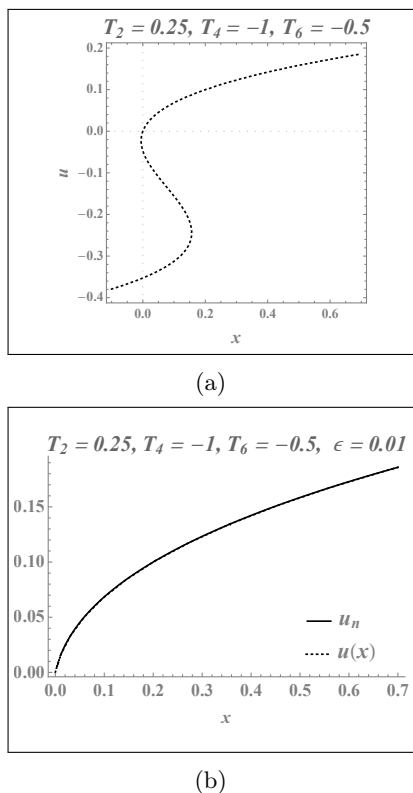 T₂ = 0.25, T₄ = −1, T₆ = −0.5
0.2
0.1
0.0
−0.1
−0.2
−0.3
−0.4
u
0.0 0.2 0.4 0.6
x
(a)
T₂ = 0.25, T₄ = −1, T₆ = −0.5, ϵ = 0.01
0.15
0.10
0.05
0.00
uₙ
u(x)
0.0 0.1 0.2 0.3 0.4 0.5 0.6 0.7
x
(b)